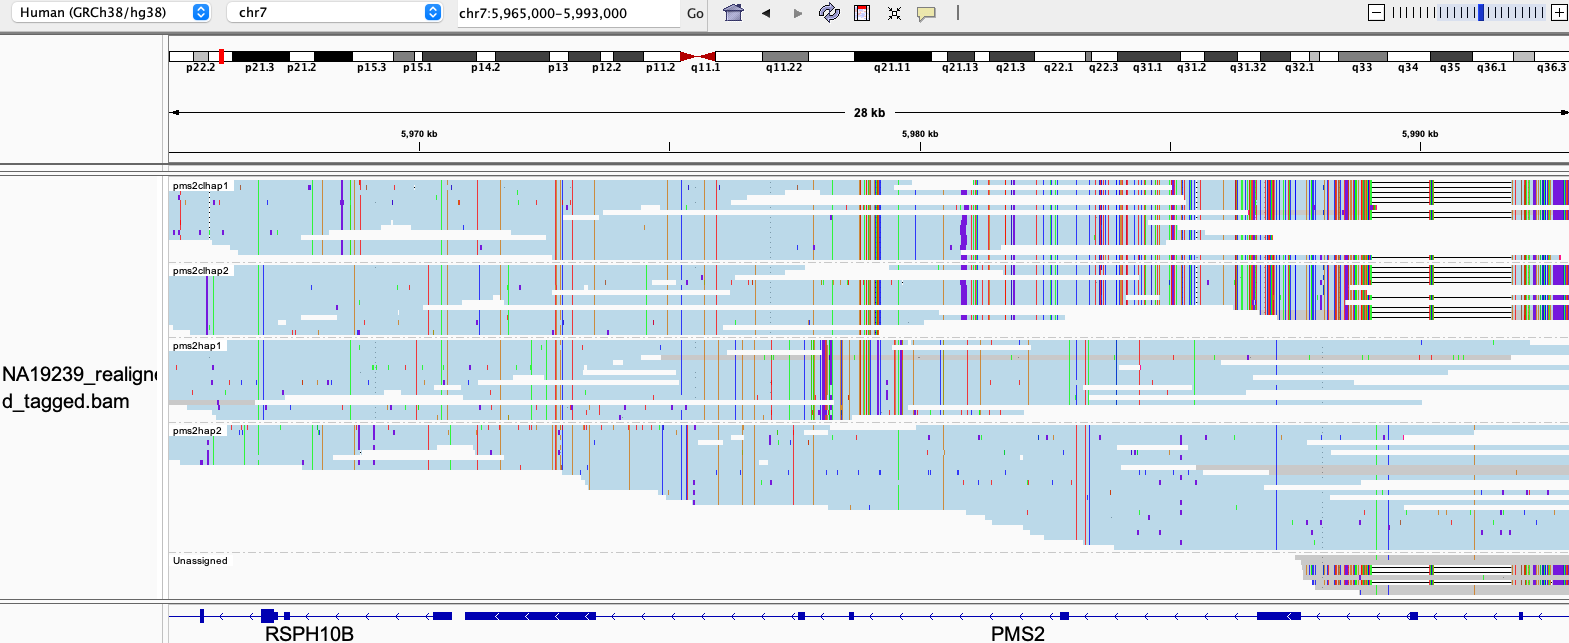 Human (GRCh38/hg38) chr7 chr7:5,965,000-5,993,000 Go
p22.2 p21.3 p21.2 p15.3 p15.1 p14.2 p13 p12.2 p11.2 q11.1 q11.22 q21.11 q21.13 q21.3 q22.1 q22.3 q31.1 q31.2 q31.32 q32.1 q33 q34 q35 q36.1 q36.3
28 kb
5,970 kb 5,980 kb 5,990 kb
pms2clhap1
pms2clhap2
pms2hap1
NA19239_realigne
d_tagged.bam
pms2hap2
Unassigned
RSPH10B PMS2